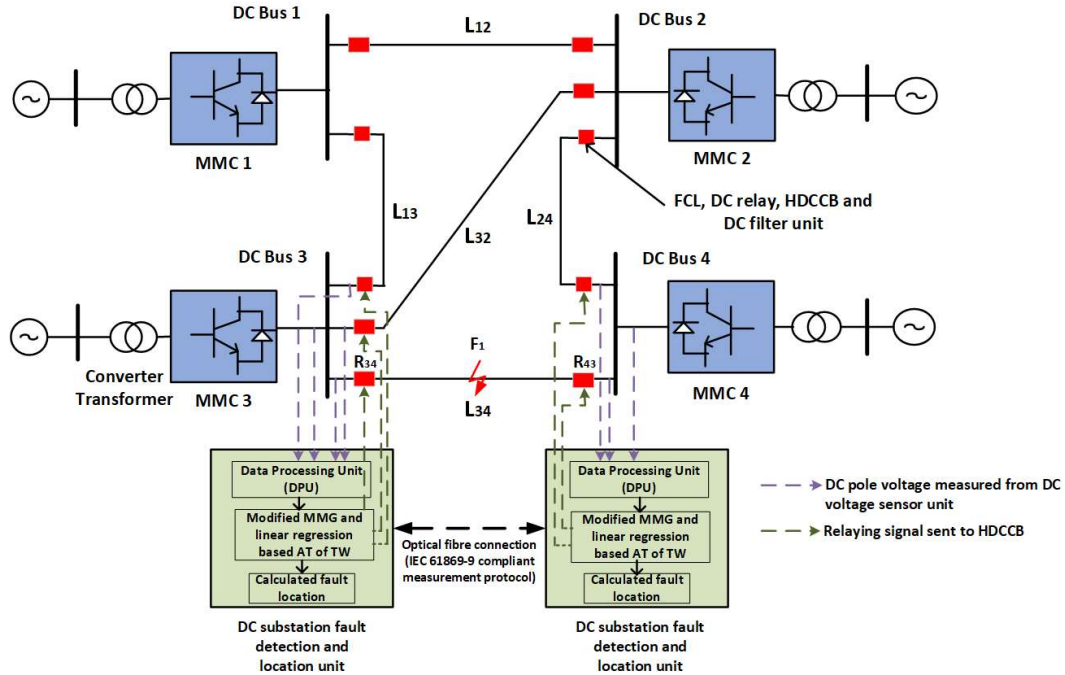 DC Bus 1
L12
DC Bus 2
MMC 1
MMC 2
FCL, DC relay, HDCCB and
DC filter unit
L13
L32
L24
DC Bus 3
DC Bus 4
Converter
Transformer
MMC 3
R34
F1
R43
L34
MMC 4
Data Processing Unit
(DPU)
Modified MMG and
linear regression
based AT of TW
Calculated fault
location
Optical fibre connection
(IEC 61869-9 compliant
measurement protocol)
Data Processing Unit
(DPU)
Modified MMG and
linear regression
based AT of TW
Calculated fault
location
DC pole voltage measured from DC
voltage sensor unit
Relaying signal sent to HDCCB
DC substation fault
detection and
location unit
DC substation fault
detection and
location unit